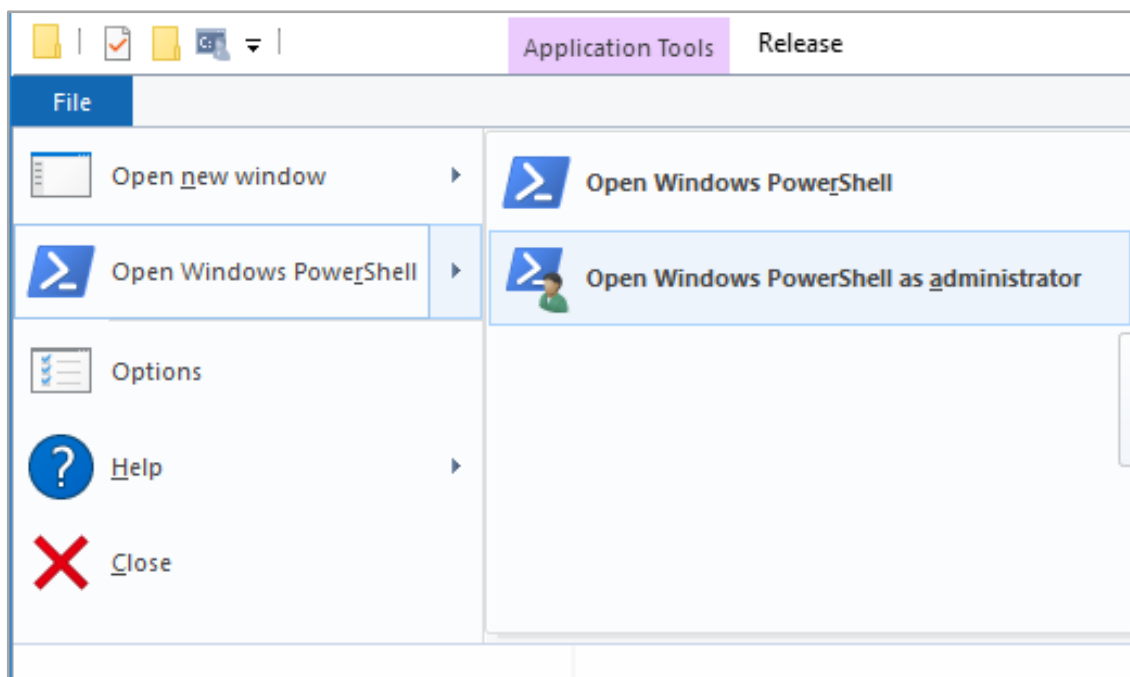 Application Tools
Release
File
Open new window
Open Windows PowerShell
Options
Help
Close
Open Windows PowerShell
Open Windows PowerShell as administrator